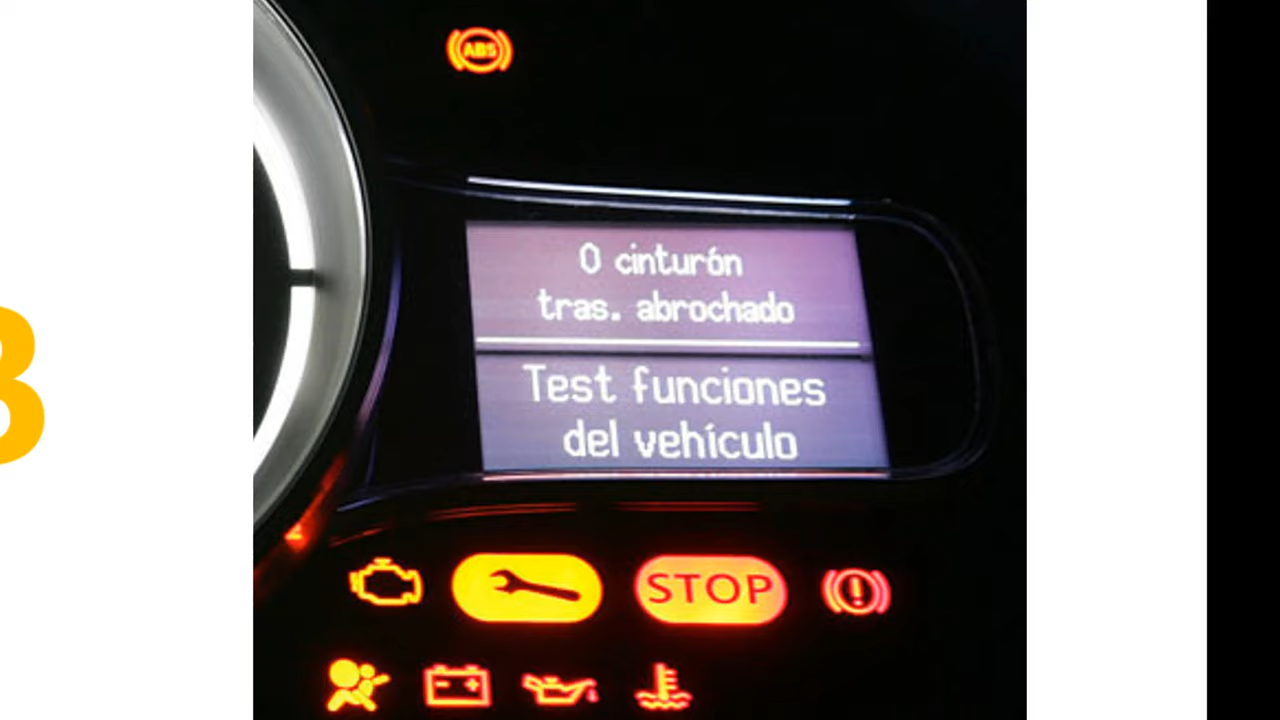 ABS
0 cinturón
tras. abrochado
Test funciones
del vehículo
STOP